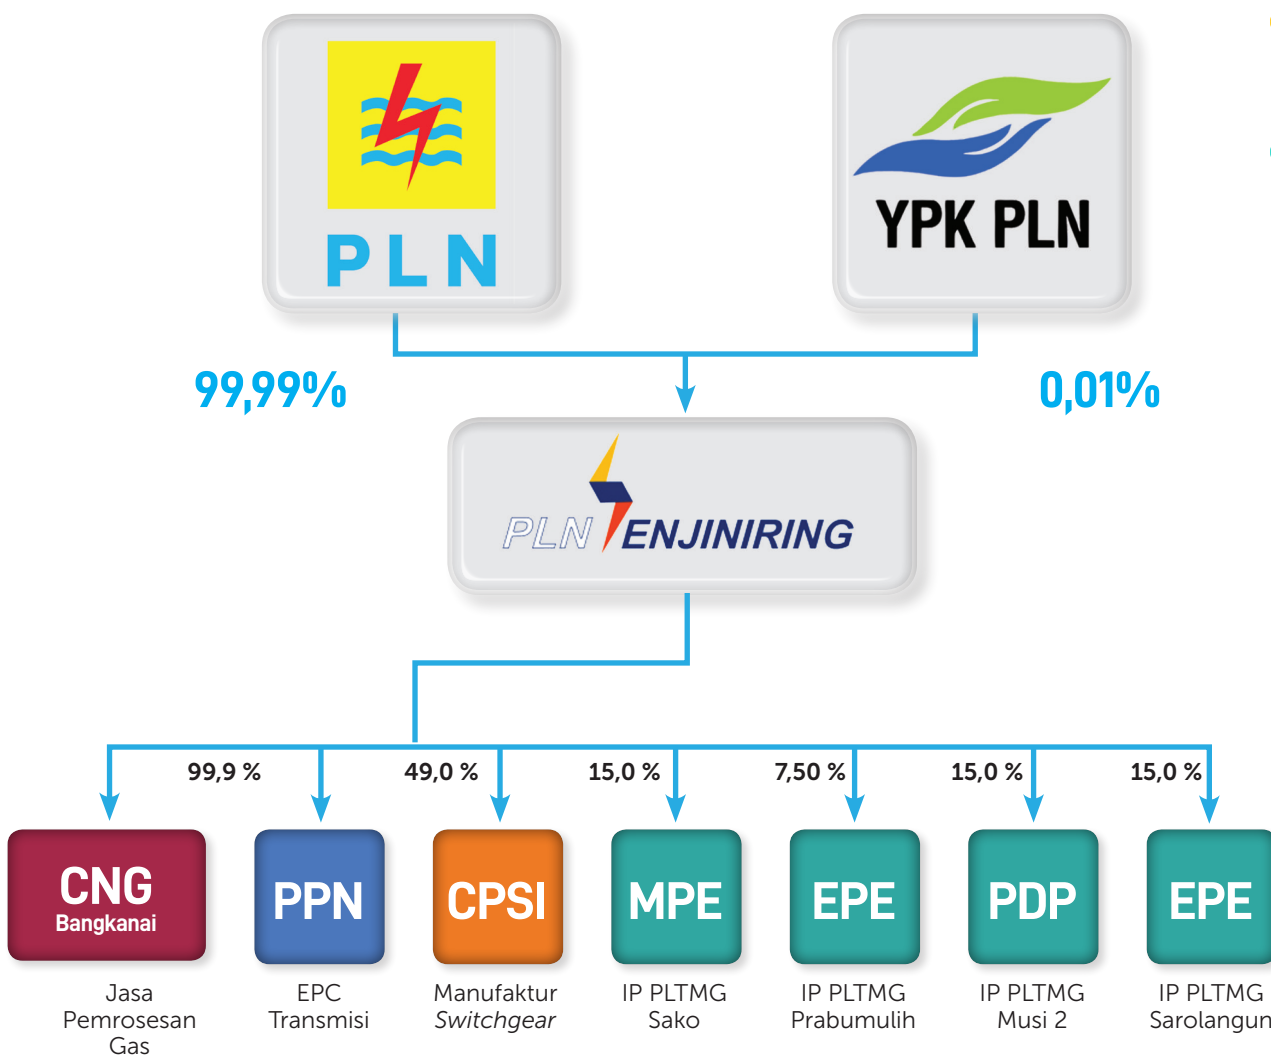 PLN
YPK PLN
99,99%
0,01%
PLN ENJINIRING
99,9 %
49,0 %
15,0 %
7,50 %
15,0 %
15,0 %
CNG
Bangkanai
PPN
CPSI
MPE
EPE
PDP
EPE
Jasa
Pemrosesan
Gas
EPC
Transmisi
Manufaktur
Switchgear
IP PLTMG
Sako
IP PLTMG
Prabumulih
IP PLTMG
Musi 2
IP PLTMG
Sarolangun